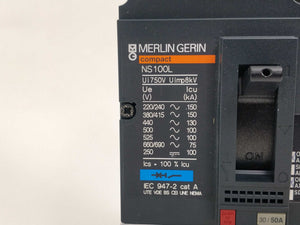 MERLIN GERIN
compact
NS100L
Ui750V Uimp8kV
Ue Icu
(V) (kA)
220/240 ~ 150
380/415 ~ 150
440 ~ 130
500 ~ 100
525 ~ 100
660/690 ~ 75
250 ⎓ 100
Ics = 100 % Icu
IEC 947-2 cat A
UTE VDE BS CEI UNE NEMA
ON
30/50A